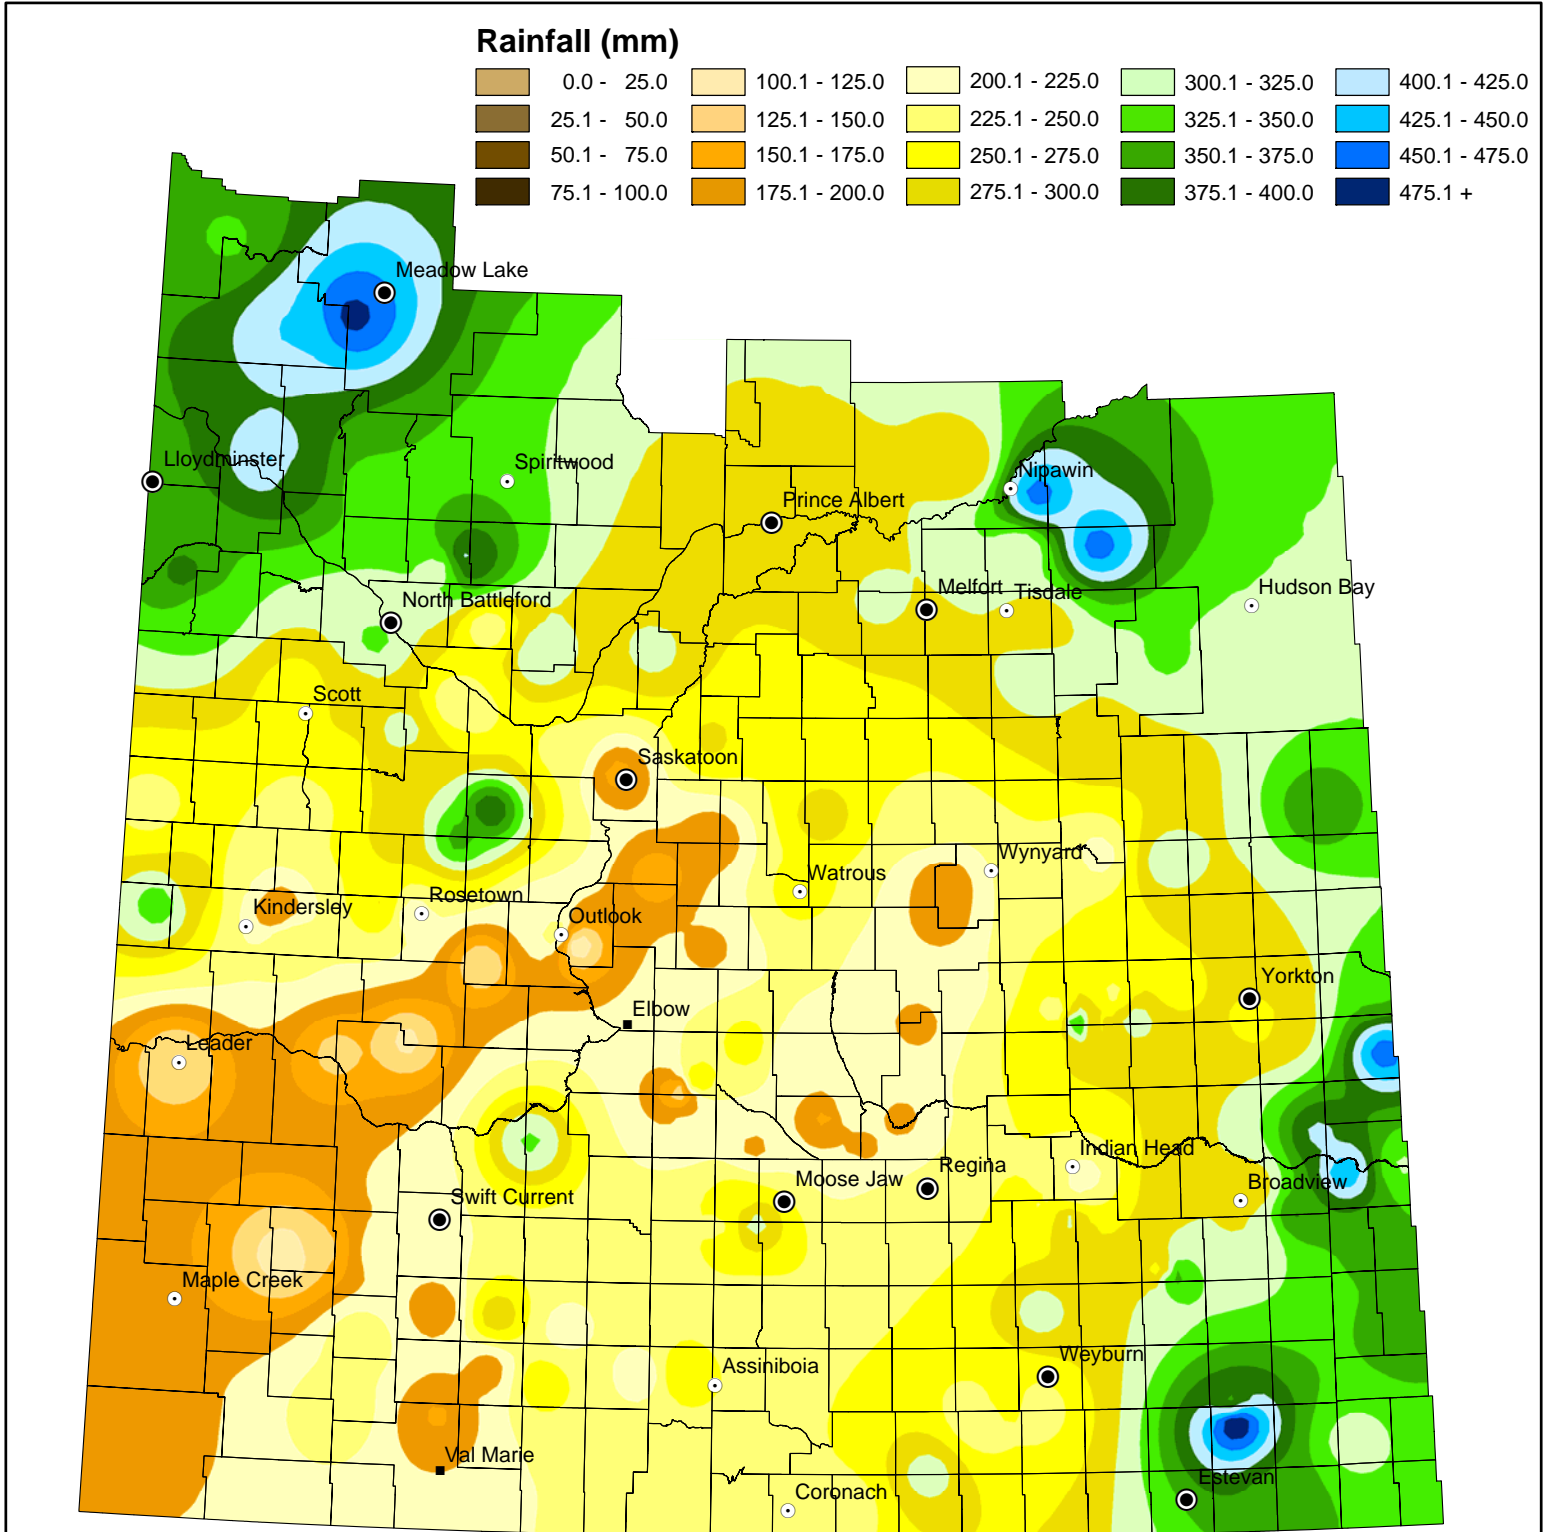 Rainfall (mm)
0.0 - 25.0
25.1 - 50.0
50.1 - 75.0
75.1 - 100.0
100.1 - 125.0
125.1 - 150.0
150.1 - 175.0
175.1 - 200.0
200.1 - 225.0
225.1 - 250.0
250.1 - 275.0
275.1 - 300.0
300.1 - 325.0
325.1 - 350.0
350.1 - 375.0
375.1 - 400.0
400.1 - 425.0
425.1 - 450.0
450.1 - 475.0
475.1 +
Meadow Lake
Lloydminster
Spiritwood
Nipawin
Prince Albert
Hudson Bay
North Battleford
Melfort
Tisdale
Scott
Saskatoon
Wynyard
Watrous
Rosetown
Kindersley
Outlook
Yorkton
Elbow
Leader
Indian Head
Regina
Moose Jaw
Broadview
Swift Current
Maple Creek
Weyburn
Assiniboia
Val Marie
Estevan
Coronach